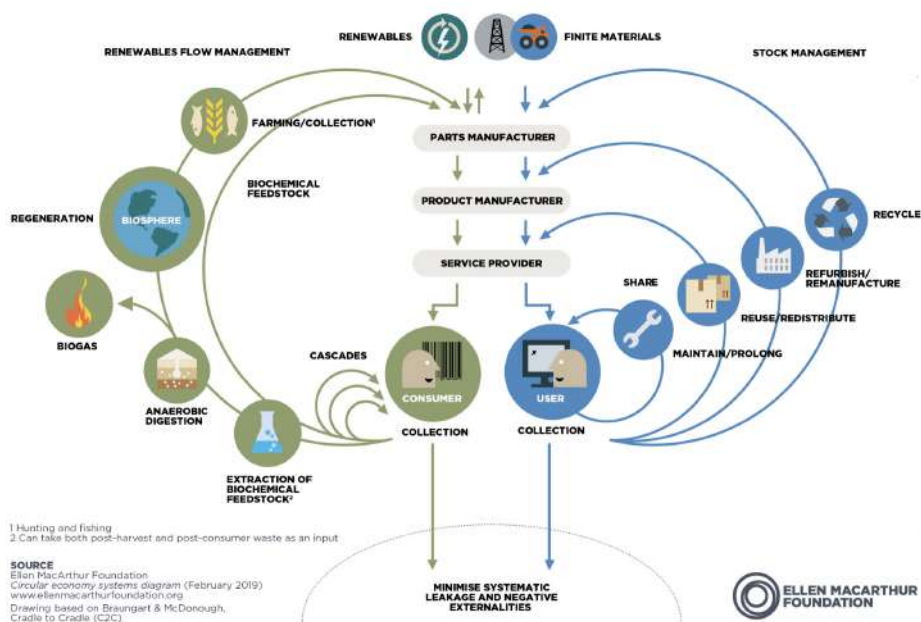 RENEWABLES FLOW MANAGEMENT
RENEWABLES
FINITE MATERIALS
STOCK MANAGEMENT
FARMING/COLLECTION¹
PARTS MANUFACTURER
BIOCHEMICAL
FEEDSTOCK
PRODUCT MANUFACTURER
REGENERATION
BIOSPHERE
RECYCLE
SERVICE PROVIDER
SHARE
REFURBISH/
REMANUFACTURE
REUSE/REDISTRIBUTE
BIOGAS
CASCADES
MAINTAIN/PROLONG
CONSUMER
USER
ANAEROBIC
DIGESTION
COLLECTION
COLLECTION
EXTRACTION OF
BIOCHEMICAL
FEEDSTOCK²
1 Hunting and fishing
2 Can take both post-harvest and post-consumer waste as an input
SOURCE
Ellen MacArthur Foundation
Circular economy systems diagram (February 2019)
www.ellenmacarthurfoundation.org
Drawing based on Braungart & McDonough,
Cradle to Cradle (C2C)
MINIMISE SYSTEMATIC
LEAKAGE AND NEGATIVE
EXTERNALITIES
ELLEN MACARTHUR
FOUNDATION